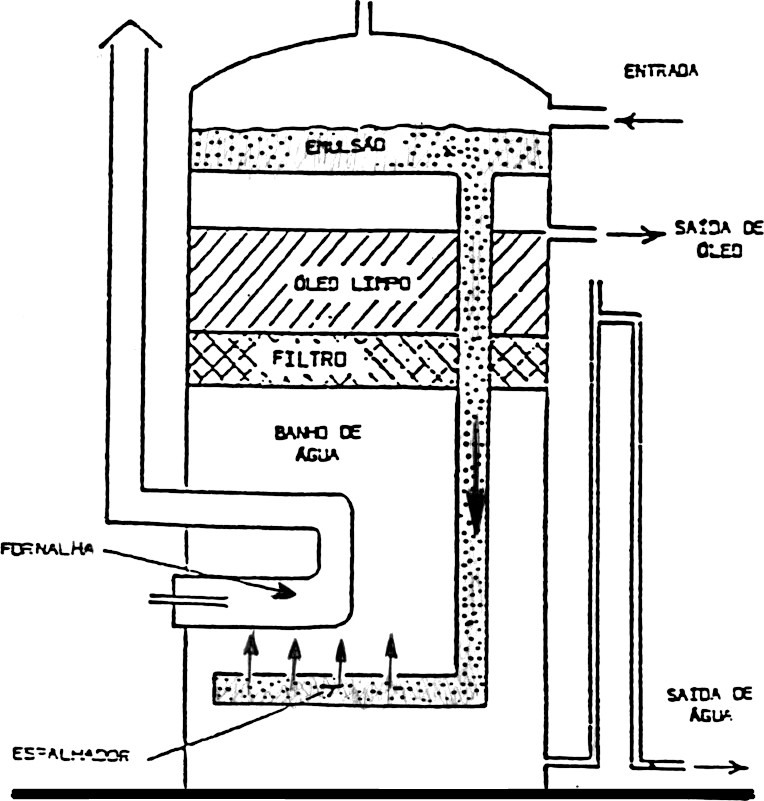 ENTRADA
EMULSÃO
SAÍDA DE
ÓLEO
ÓLEO LIMPO
FILTRO
BANHO DE
ÁGUA
FORNALHA
SAÍDA DE
ÁGUA
ESPALHADOR